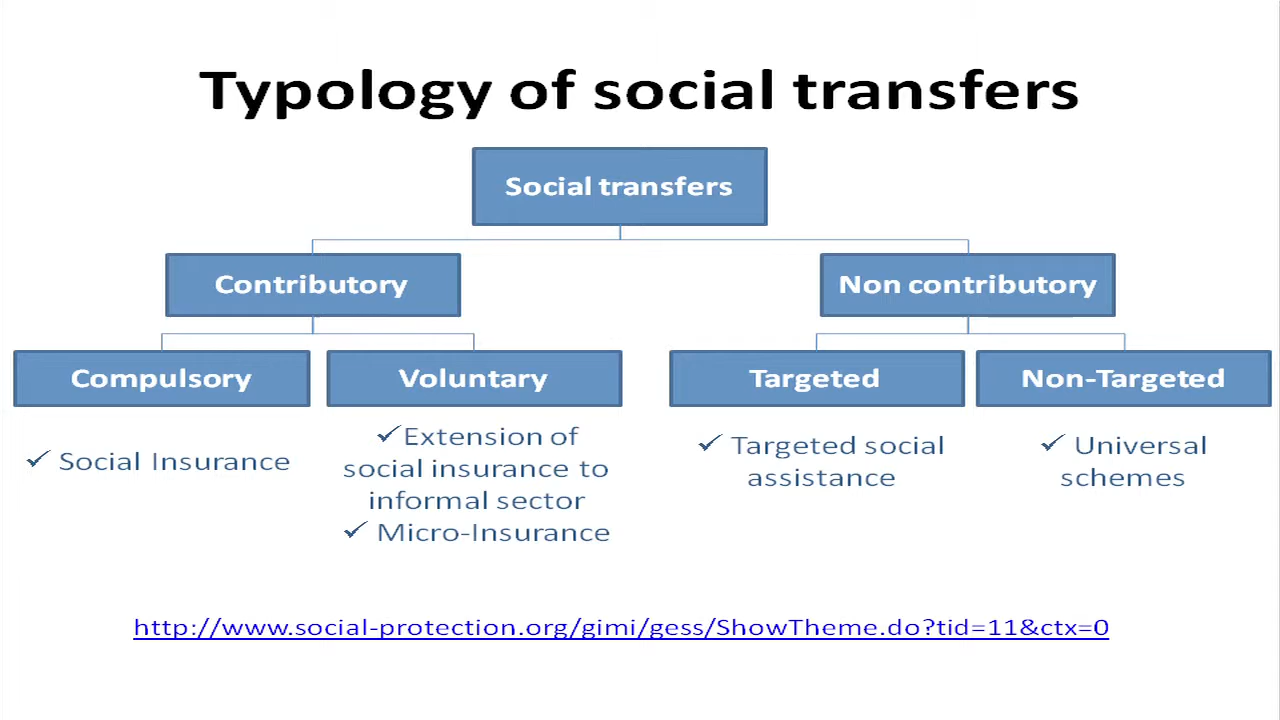 Typology of social transfers
Social transfers
Contributory
Non contributory
Compulsory
Voluntary
Targeted
Non-Targeted
✓ Social Insurance
✓Extension of
social insurance to
informal sector
✓ Micro-Insurance
✓ Targeted social
assistance
✓ Universal
schemes
http://www.social-protection.org/gimi/gess/ShowTheme.do?tid=11&ctx=0